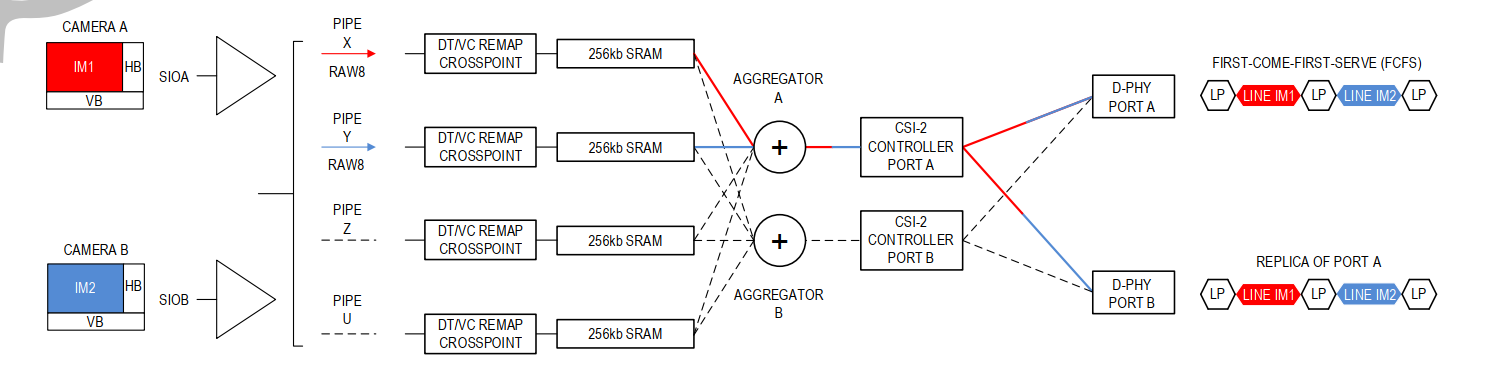 CAMERA A
IM1
HB
VB
SIOA
PIPE
X
RAW8
DT/VC REMAP
CROSSPOINT
256kb SRAM
PIPE
Y
RAW8
DT/VC REMAP
CROSSPOINT
256kb SRAM
PIPE
Z
DT/VC REMAP
CROSSPOINT
256kb SRAM
CAMERA B
IM2
HB
VB
SIOB
PIPE
U
DT/VC REMAP
CROSSPOINT
256kb SRAM
AGGREGATOR
A
+
+
AGGREGATOR
B
CSI-2
CONTROLLER
PORT A
CSI-2
CONTROLLER
PORT B
D-PHY
PORT A
D-PHY
PORT B
FIRST-COME-FIRST-SERVE (FCFS)
LP LINE IM1 LP LINE IM2 LP
REPLICA OF PORT A
LP LINE IM1 LP LINE IM2 LP